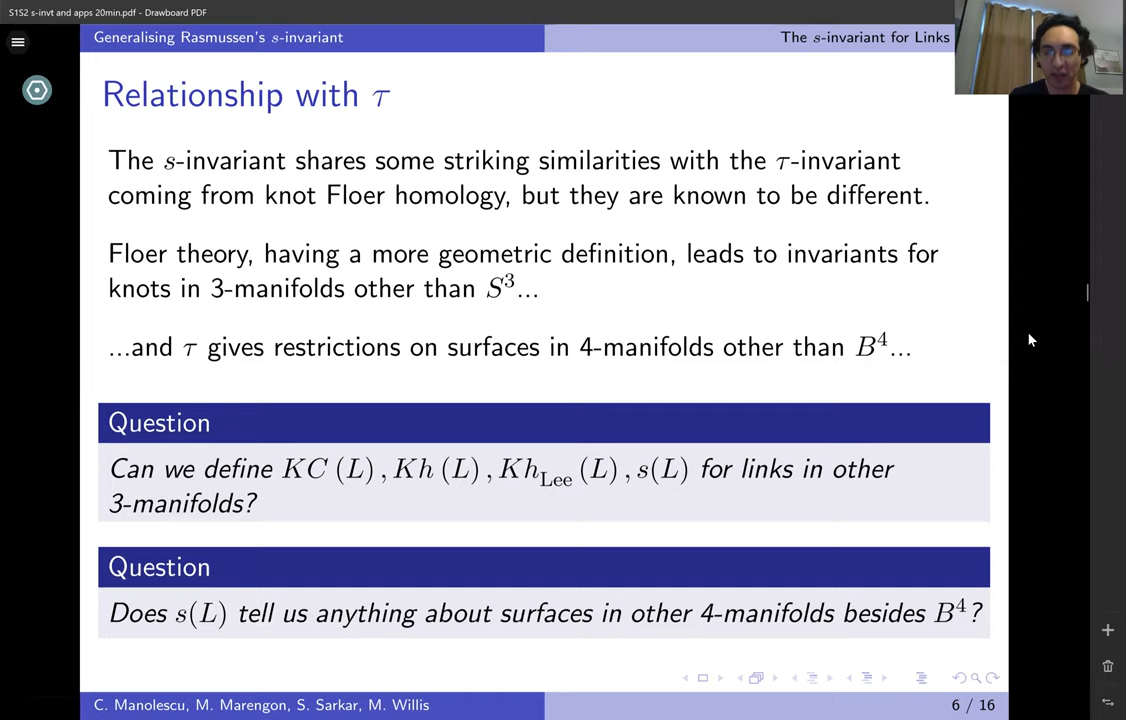 S1S2 s-invt and apps 20min.pdf - Drawboard PDF
Generalising Rasmussen's s-invariant
The s-invariant for Links
Relationship with τ
The s-invariant shares some striking similarities with the τ-invariant
coming from knot Floer homology, but they are known to be different.
Floer theory, having a more geometric definition, leads to invariants for
knots in 3-manifolds other than S³...
...and τ gives restrictions on surfaces in 4-manifolds other than B⁴...
Question
Can we define KC (L) , Kh (L) , Kh_Lee (L) , s(L) for links in other
3-manifolds?
Question
Does s(L) tell us anything about surfaces in other 4-manifolds besides B⁴?
C. Manolescu, M. Marengon, S. Sarkar, M. Willis
6 / 16